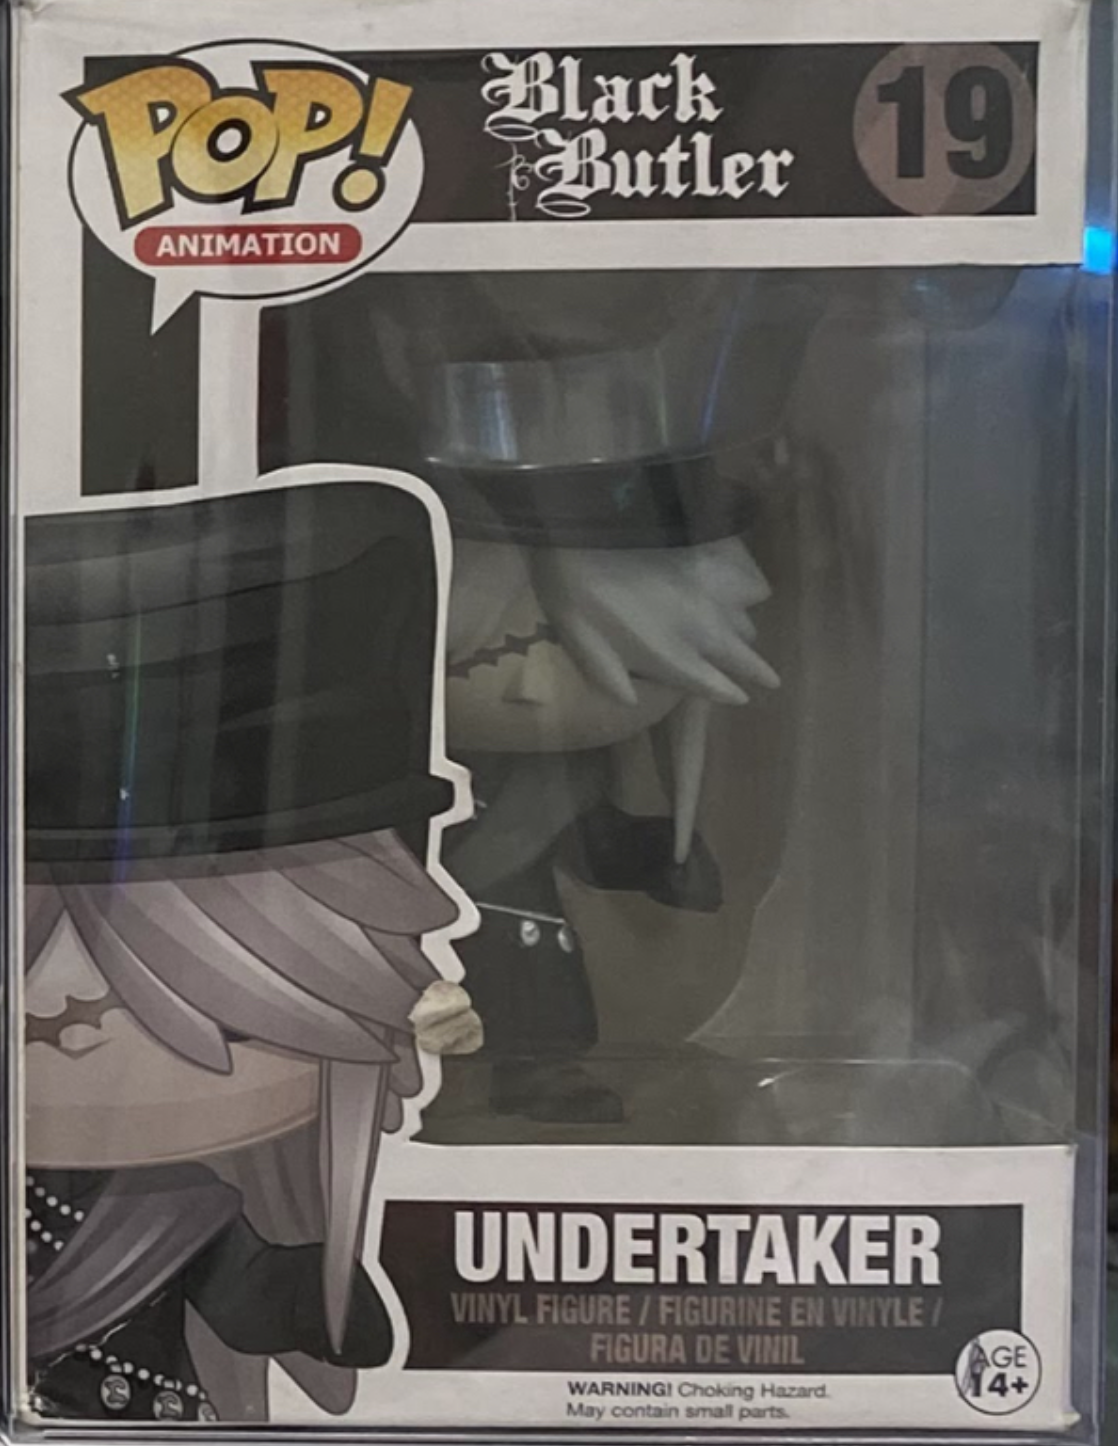 POP!
ANIMATION
Black
Butler
19
UNDERTAKER
VINYL FIGURE / FIGURINE EN VINYLE /
FIGURA DE VINIL
WARNING! Choking Hazard.
May contain small parts.
AGE
14+